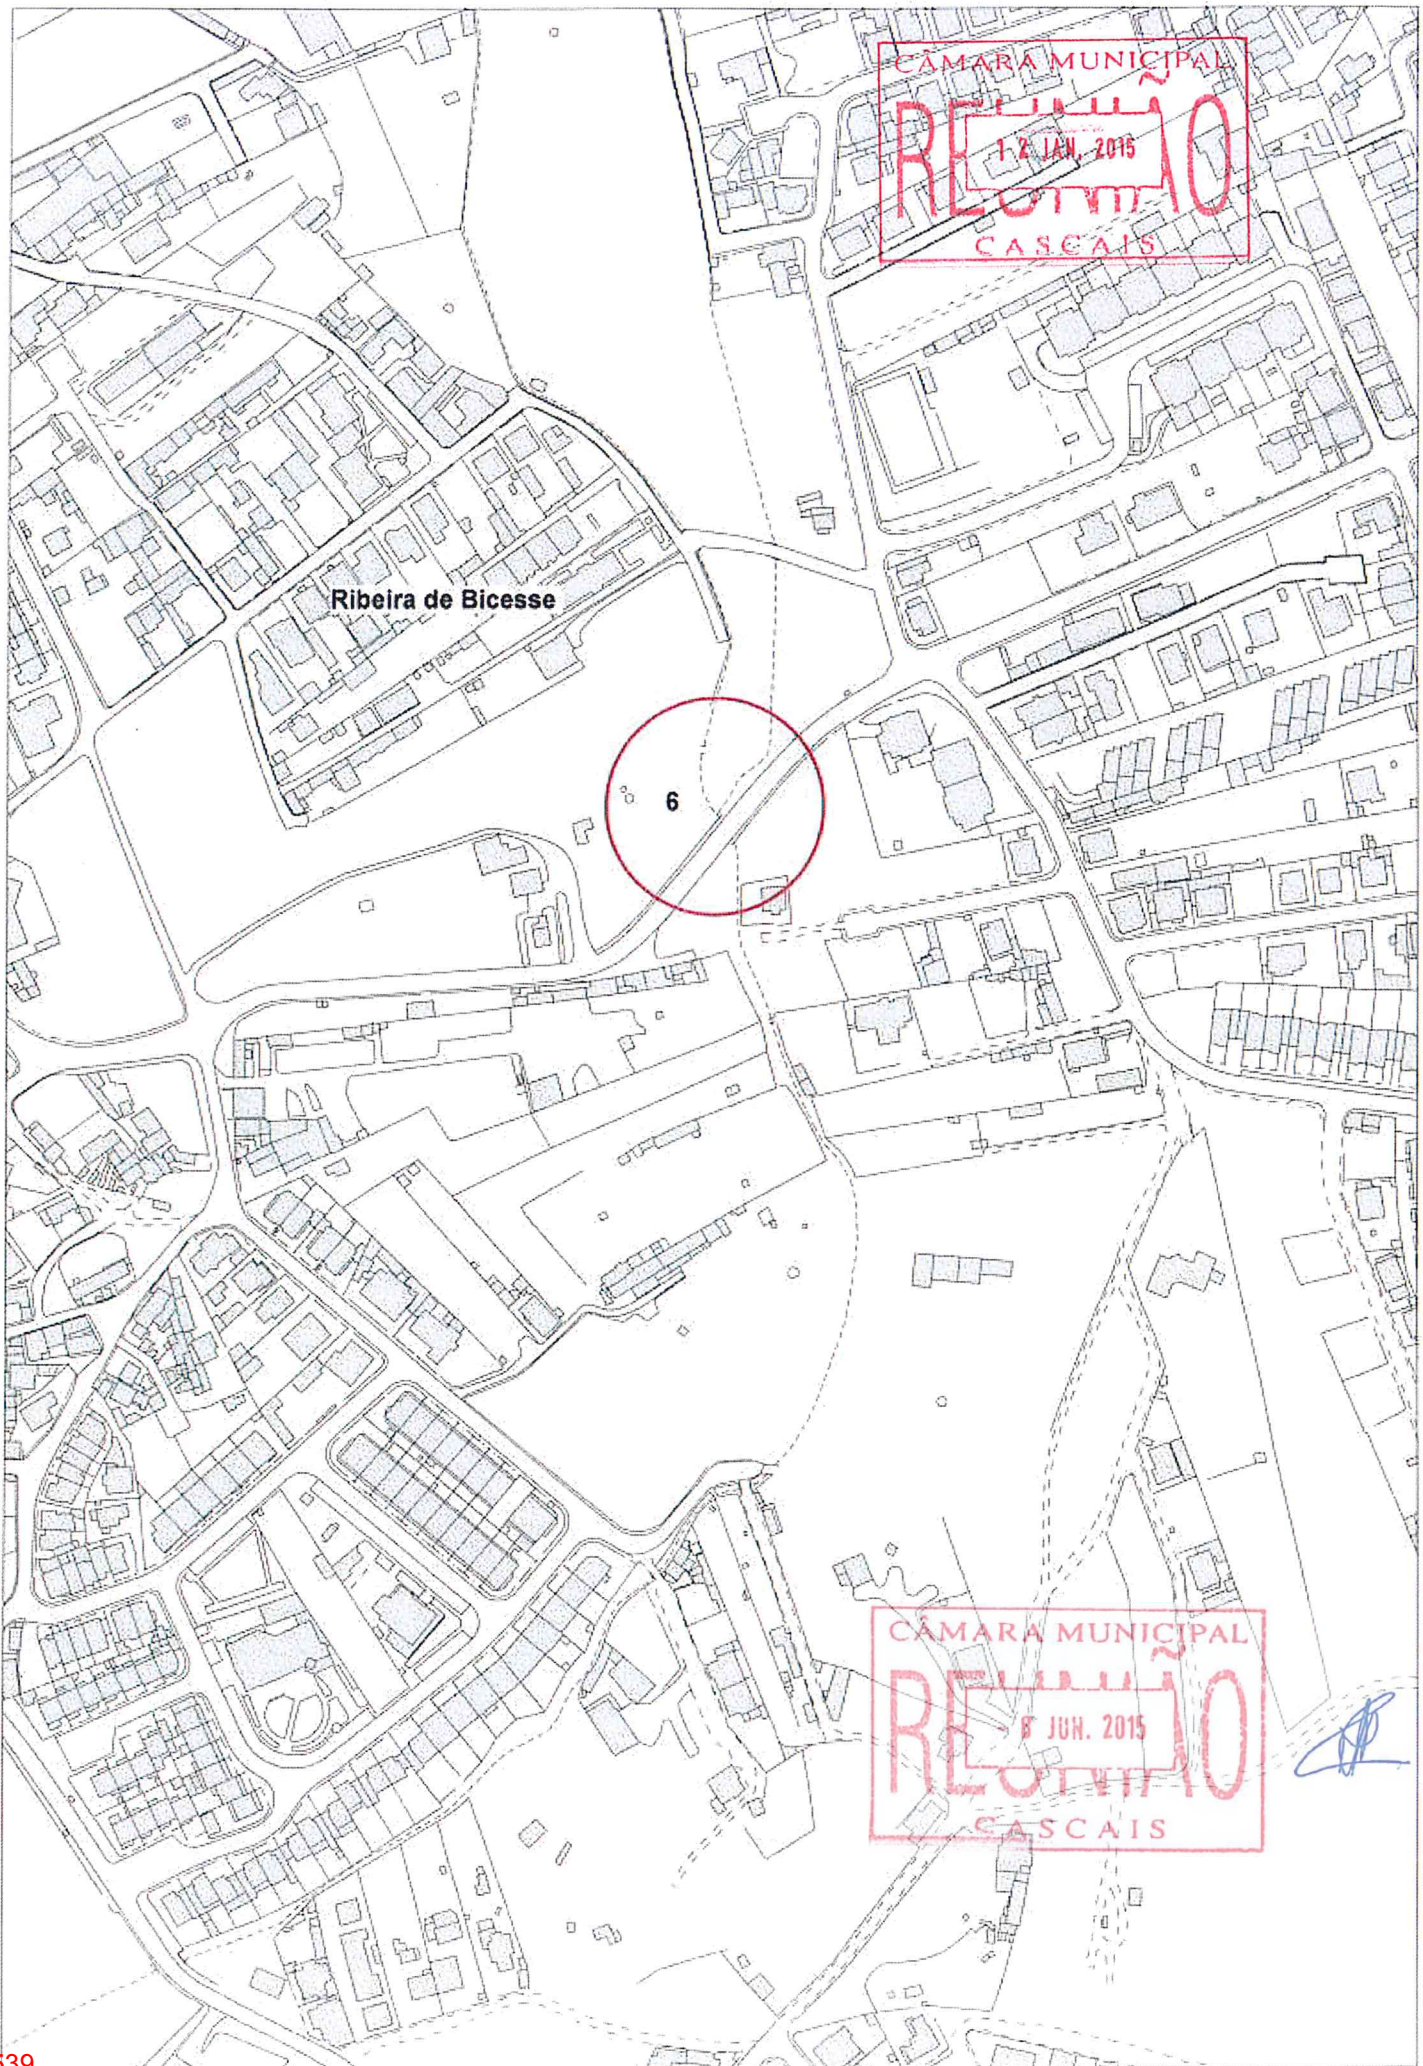 CÂMARA MUNICIPAL
REUNIÃO
12 JAN. 2015
CASCAIS
Ribeira de Bicesse
6
CÂMARA MUNICIPAL
REUNIÃO
8 JUN. 2015
CASCAIS